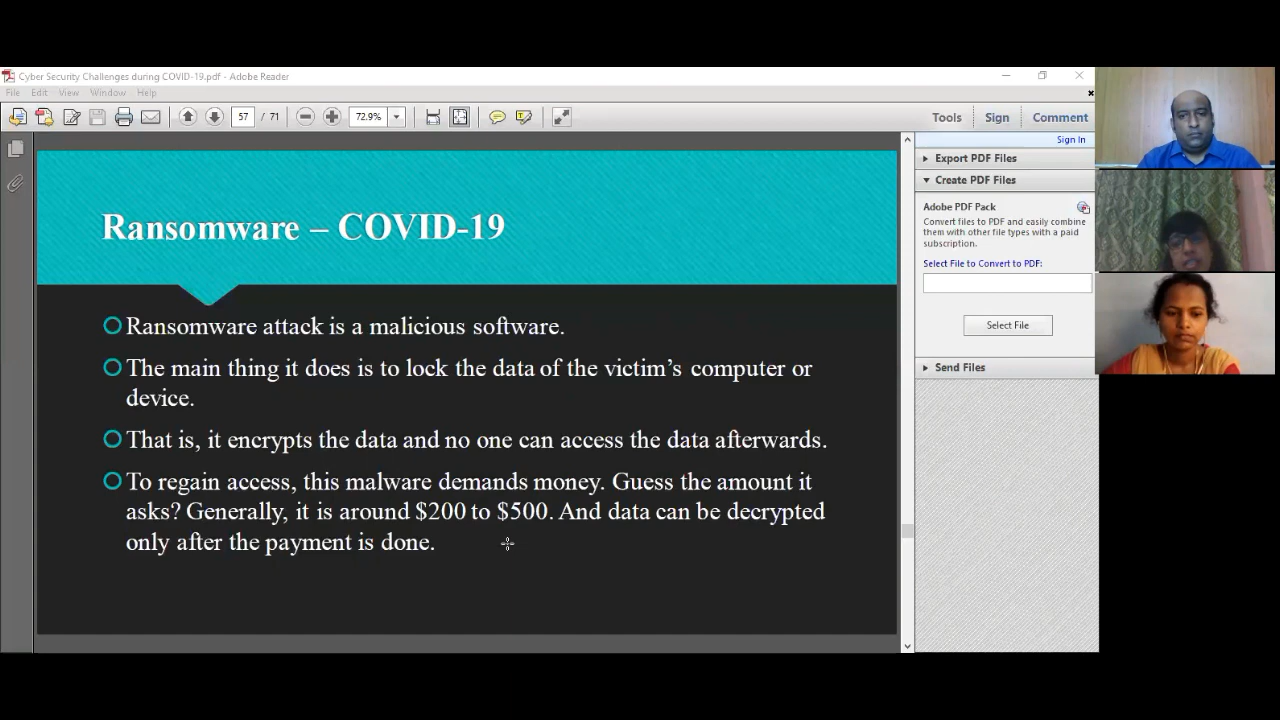 Cyber Security Challenges during COVID-19.pdf - Adobe Reader
File Edit View Window Help
57 / 71 72.9% Tools Sign Comment
Sign In
Export PDF Files
Create PDF Files
Adobe PDF Pack
Convert files to PDF and easily combine
them with other file types with a paid
subscription.
Select File to Convert to PDF:
Select File
Send Files
Ransomware – COVID-19
Ransomware attack is a malicious software.
The main thing it does is to lock the data of the victim’s computer or
device.
That is, it encrypts the data and no one can access the data afterwards.
To regain access, this malware demands money. Guess the amount it
asks? Generally, it is around $200 to $500. And data can be decrypted
only after the payment is done.